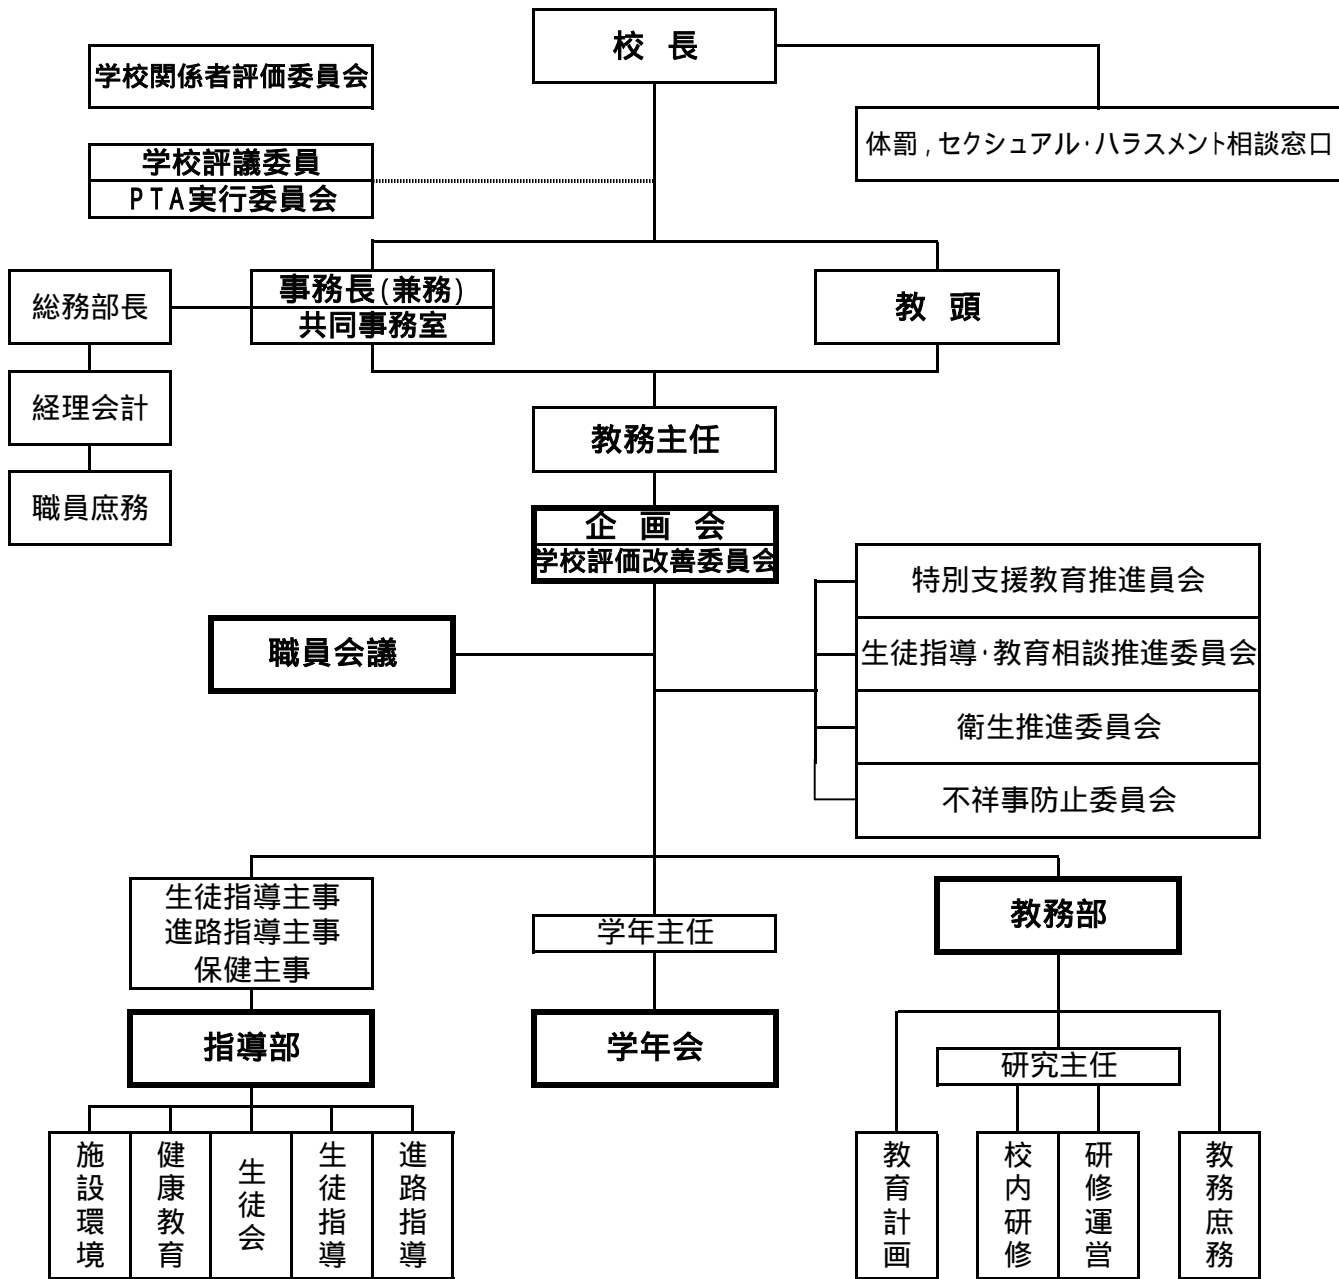 校 長
学校関係者評価委員会
体罰,セクシュアル・ハラスメント相談窓口
学校評議委員
PTA実行委員会
総務部長
事務長(兼務)
共同事務室
教 頭
経理会計
教務主任
職員庶務
企 画 会
学校評価改善委員会
特別支援教育推進員会
職員会議
生徒指導・教育相談推進委員会
衛生推進委員会
不祥事防止委員会
生徒指導主事
進路指導主事
保健主事
学年主任
教務部
指導部
学年会
研究主任
施設環境
健康教育
生徒会
生徒指導
進路指導
教育計画
校内研修
研修運営
教務庶務